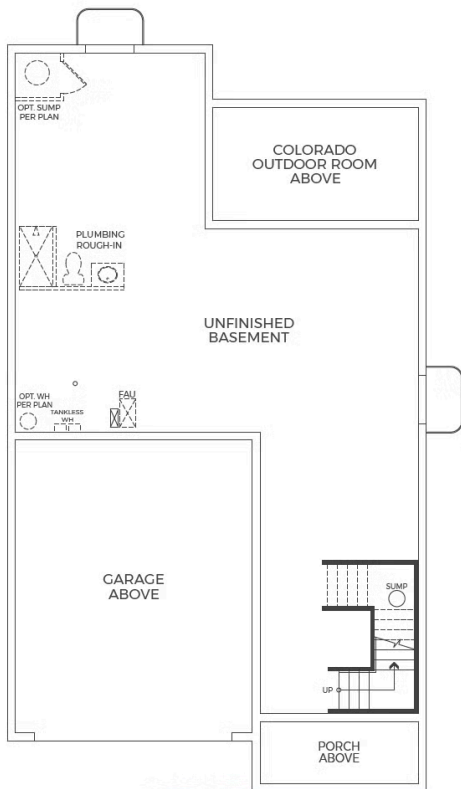 OPT. SUMP
PER PLAN
COLORADO
OUTDOOR ROOM
ABOVE
PLUMBING
ROUGH-IN
UNFINISHED
BASEMENT
OPT. WH
PER PLAN
TANKLESS
WH
FAU
GARAGE
ABOVE
SUMP
UP
PORCH
ABOVE